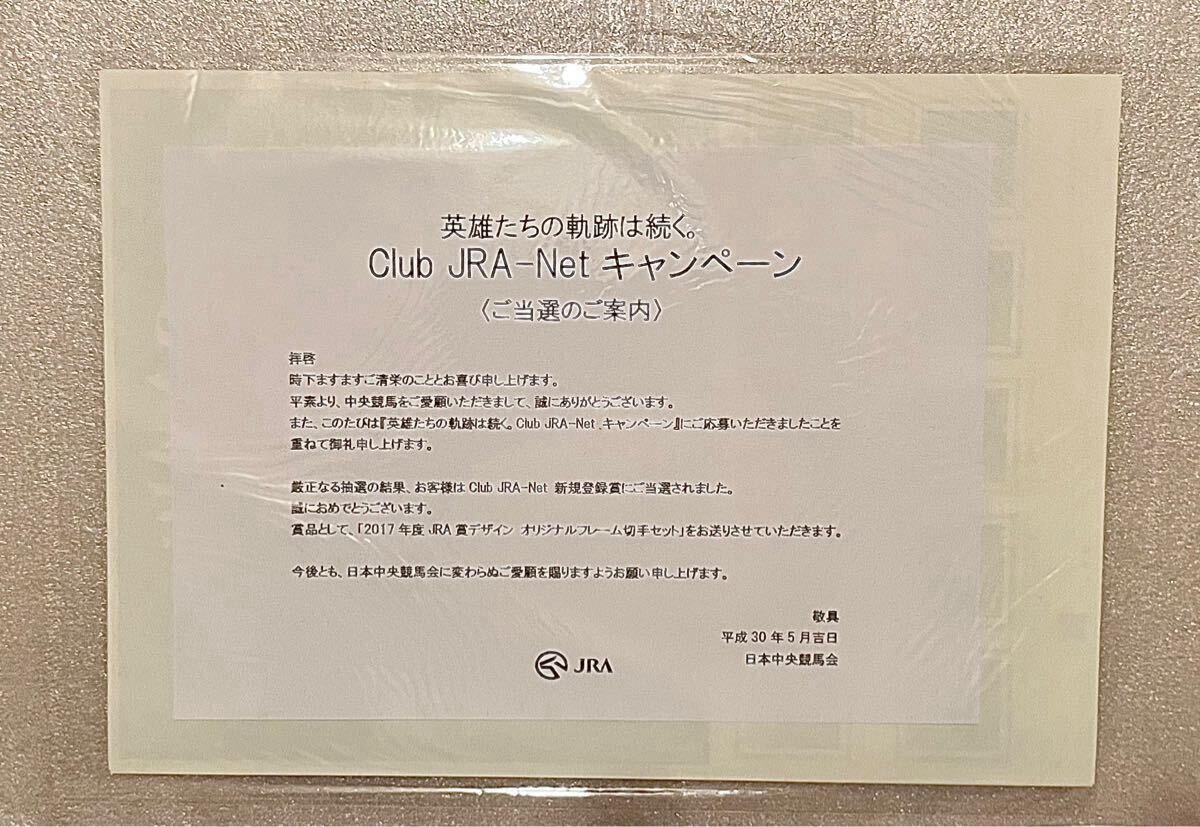 英雄たちの軌跡は続く。
Club JRA-Net キャンペーン
〈ご当選のご案内〉
拝啓
時下ますますご清栄のこととお喜び申し上げます。
平素より、中央競馬をご愛顧いただきまして、誠にありがとうございます。
また、このたびは『英雄たちの軌跡は続く。Club JRA-Net キャンペーン』にご応募いただきましたことを
重ねて御礼申し上げます。
厳正なる抽選の結果、お客様は Club JRA-Net 新規登録賞にご当選されました。
誠におめでとうございます。
賞品として、「2017 年度 JRA 賞デザイン オリジナルフレーム切手セット」をお送りさせていただきます。
今後とも、日本中央競馬会に変わらぬご愛顧を賜りますようお願い申し上げます。
敬具
平成 30 年 5 月吉日
日本中央競馬会
JRA